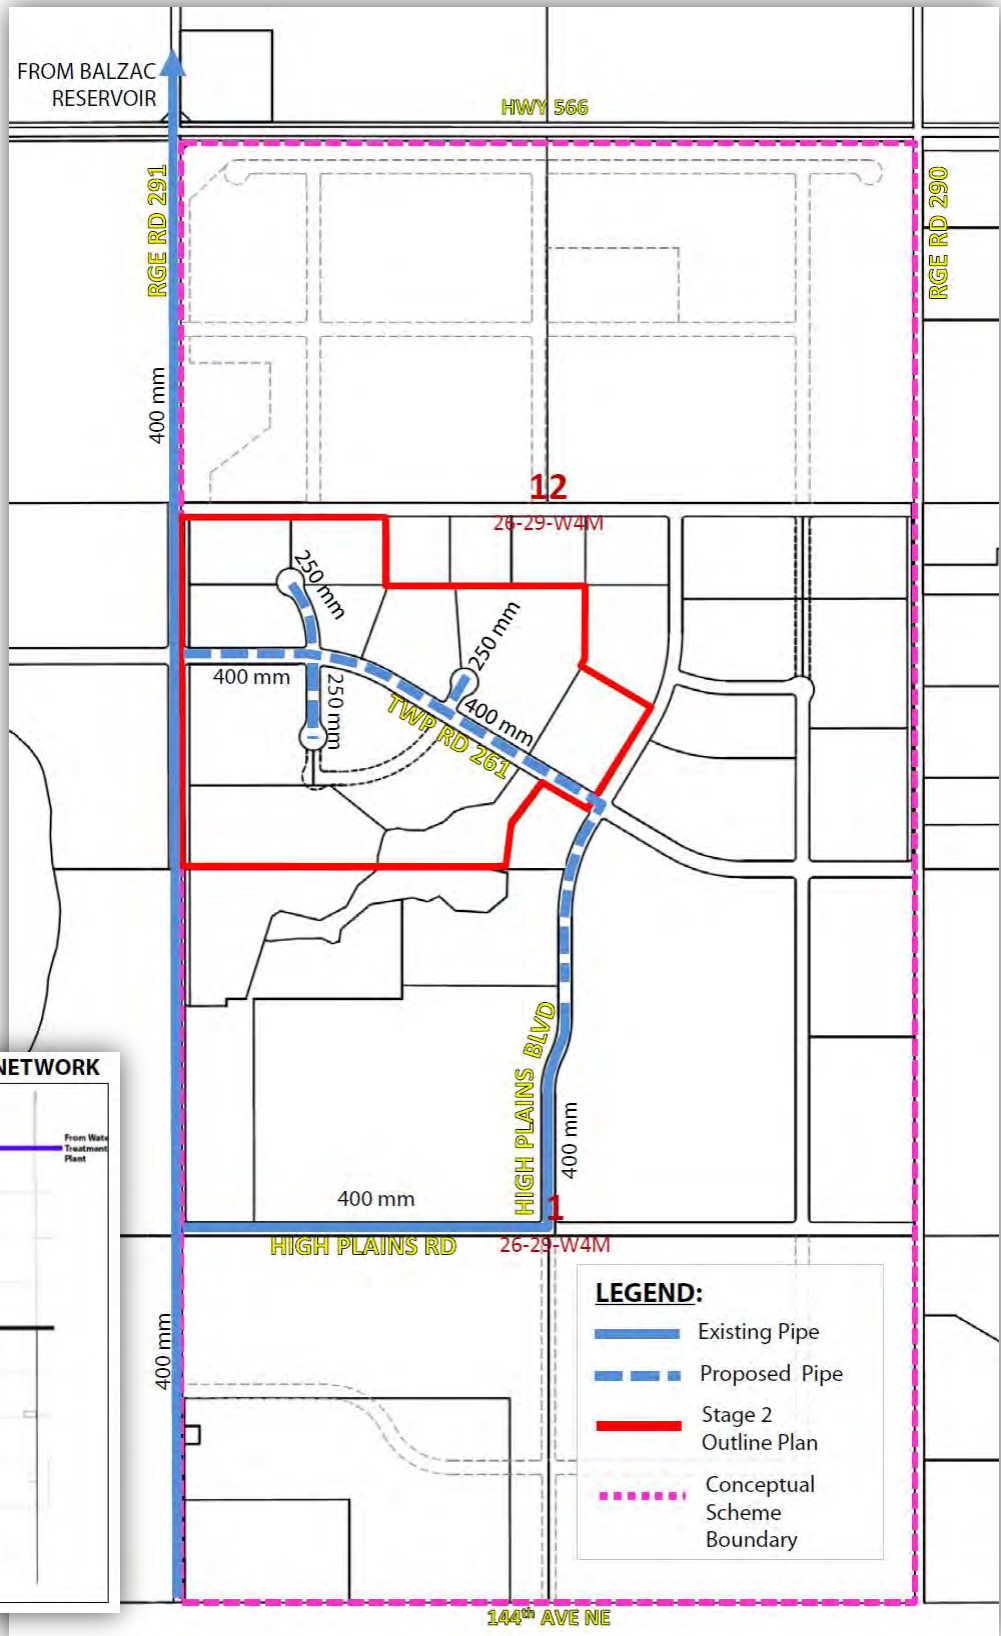 FROM BALZAC
RESERVOIR
HWY 566
RGE RD 291
RGE RD 290
400 mm
12
26-29-W4M
250 mm
250 mm
400 mm
250 mm
400 mm
TWP RD 261
HIGH PLAINS BLVD
400 mm
400 mm
1
HIGH PLAINS RD
26-29-W4M
400 mm
NETWORK
From Wate
Treatment
Plant
LEGEND:
Existing Pipe
Proposed Pipe
Stage 2
Outline Plan
Conceptual
Scheme
Boundary
144th AVE NE